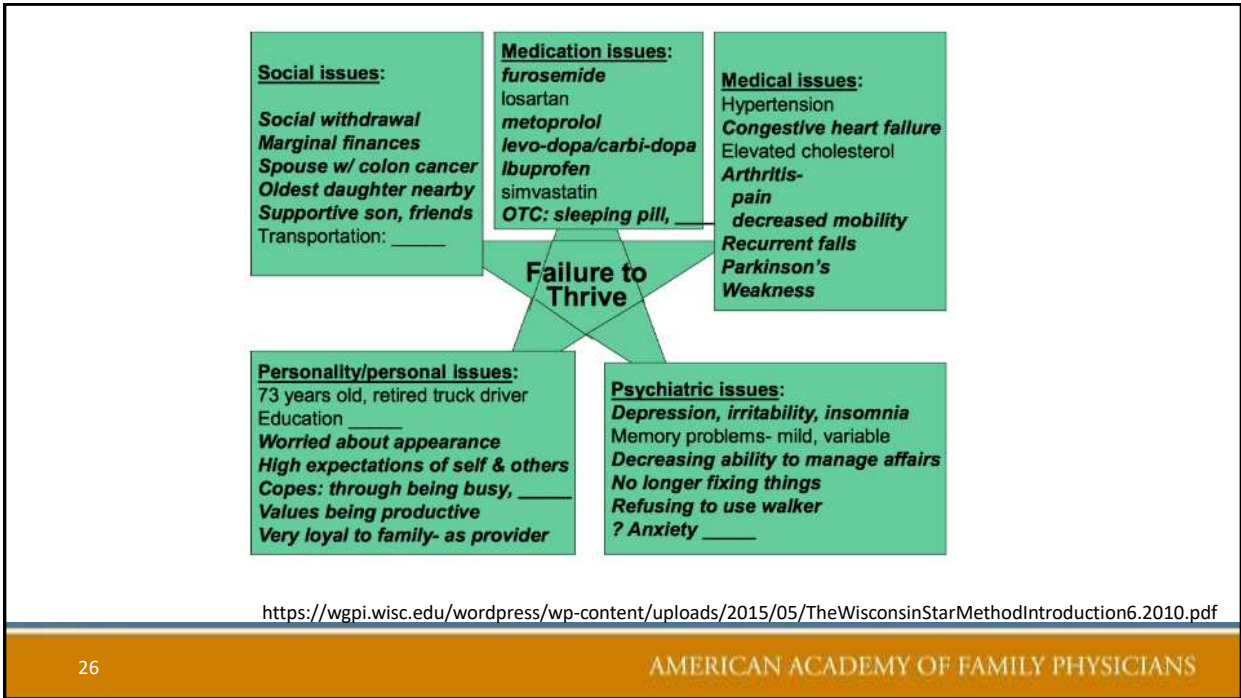 Social issues:
Social withdrawal
Marginal finances
Spouse w/ colon cancer
Oldest daughter nearby
Supportive son, friends
Transportation: _____
Medication issues:
furosemide
losartan
metoprolol
levo-dopa/carbi-dopa
Ibuprofen
simvastatin
OTC: sleeping pill, ____
Medical issues:
Hypertension
Congestive heart failure
Elevated cholesterol
Arthritis-
pain
decreased mobility
Recurrent falls
Parkinson's
Weakness
Failure to
Thrive
Personality/personal issues:
73 years old, retired truck driver
Education _____
Worried about appearance
High expectations of self & others
Copes: through being busy, _____
Values being productive
Very loyal to family- as provider
Psychiatric issues:
Depression, irritability, insomnia
Memory problems- mild, variable
Decreasing ability to manage affairs
No longer fixing things
Refusing to use walker
? Anxiety _____
https://wgpi.wisc.edu/wordpress/wp-content/uploads/2015/05/TheWisconsinStarMethodIntroduction6.2010.pdf
26
AMERICAN ACADEMY OF FAMILY PHYSICIANS